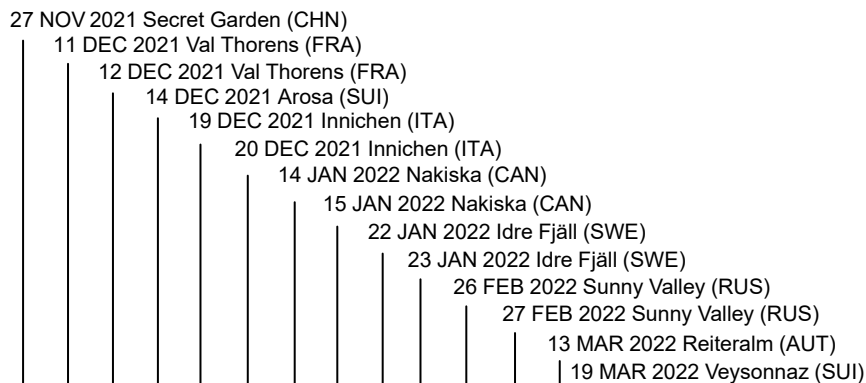 27 NOV 2021 Secret Garden (CHN)
11 DEC 2021 Val Thorens (FRA)
12 DEC 2021 Val Thorens (FRA)
14 DEC 2021 Arosa (SUI)
19 DEC 2021 Innichen (ITA)
20 DEC 2021 Innichen (ITA)
14 JAN 2022 Nakiska (CAN)
15 JAN 2022 Nakiska (CAN)
22 JAN 2022 Idre Fjäll (SWE)
23 JAN 2022 Idre Fjäll (SWE)
26 FEB 2022 Sunny Valley (RUS)
27 FEB 2022 Sunny Valley (RUS)
13 MAR 2022 Reiteralm (AUT)
19 MAR 2022 Veysonnaz (SUI)